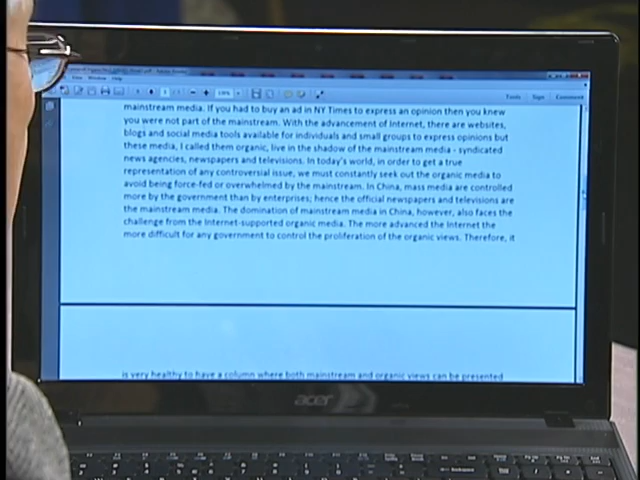 Window Help
Tools Sign Comment
mainstream media. If you had to buy an ad in NY Times to express an opinion then you knew
you were not part of the mainstream. With the advancement of Internet, there are websites,
blogs and social media tools available for individuals and small groups to express opinions but
these media, I called them organic, live in the shadow of the mainstream media - syndicated
news agencies, newspapers and televisions. In today's world, in order to get a true
representation of any controversial issue, we must constantly seek out the organic media to
avoid being force-fed or overwhelmed by the mainstream. In China, mass media are controlled
more by the government than by enterprises; hence the official newspapers and televisions are
the mainstream media. The domination of mainstream media in China, however, also faces the
challenge from the Internet-supported organic media. The more advanced the Internet the
more difficult for any government to control the proliferation of the organic views. Therefore, it
is very healthy to have a column where both mainstream and organic views can be presented
acer